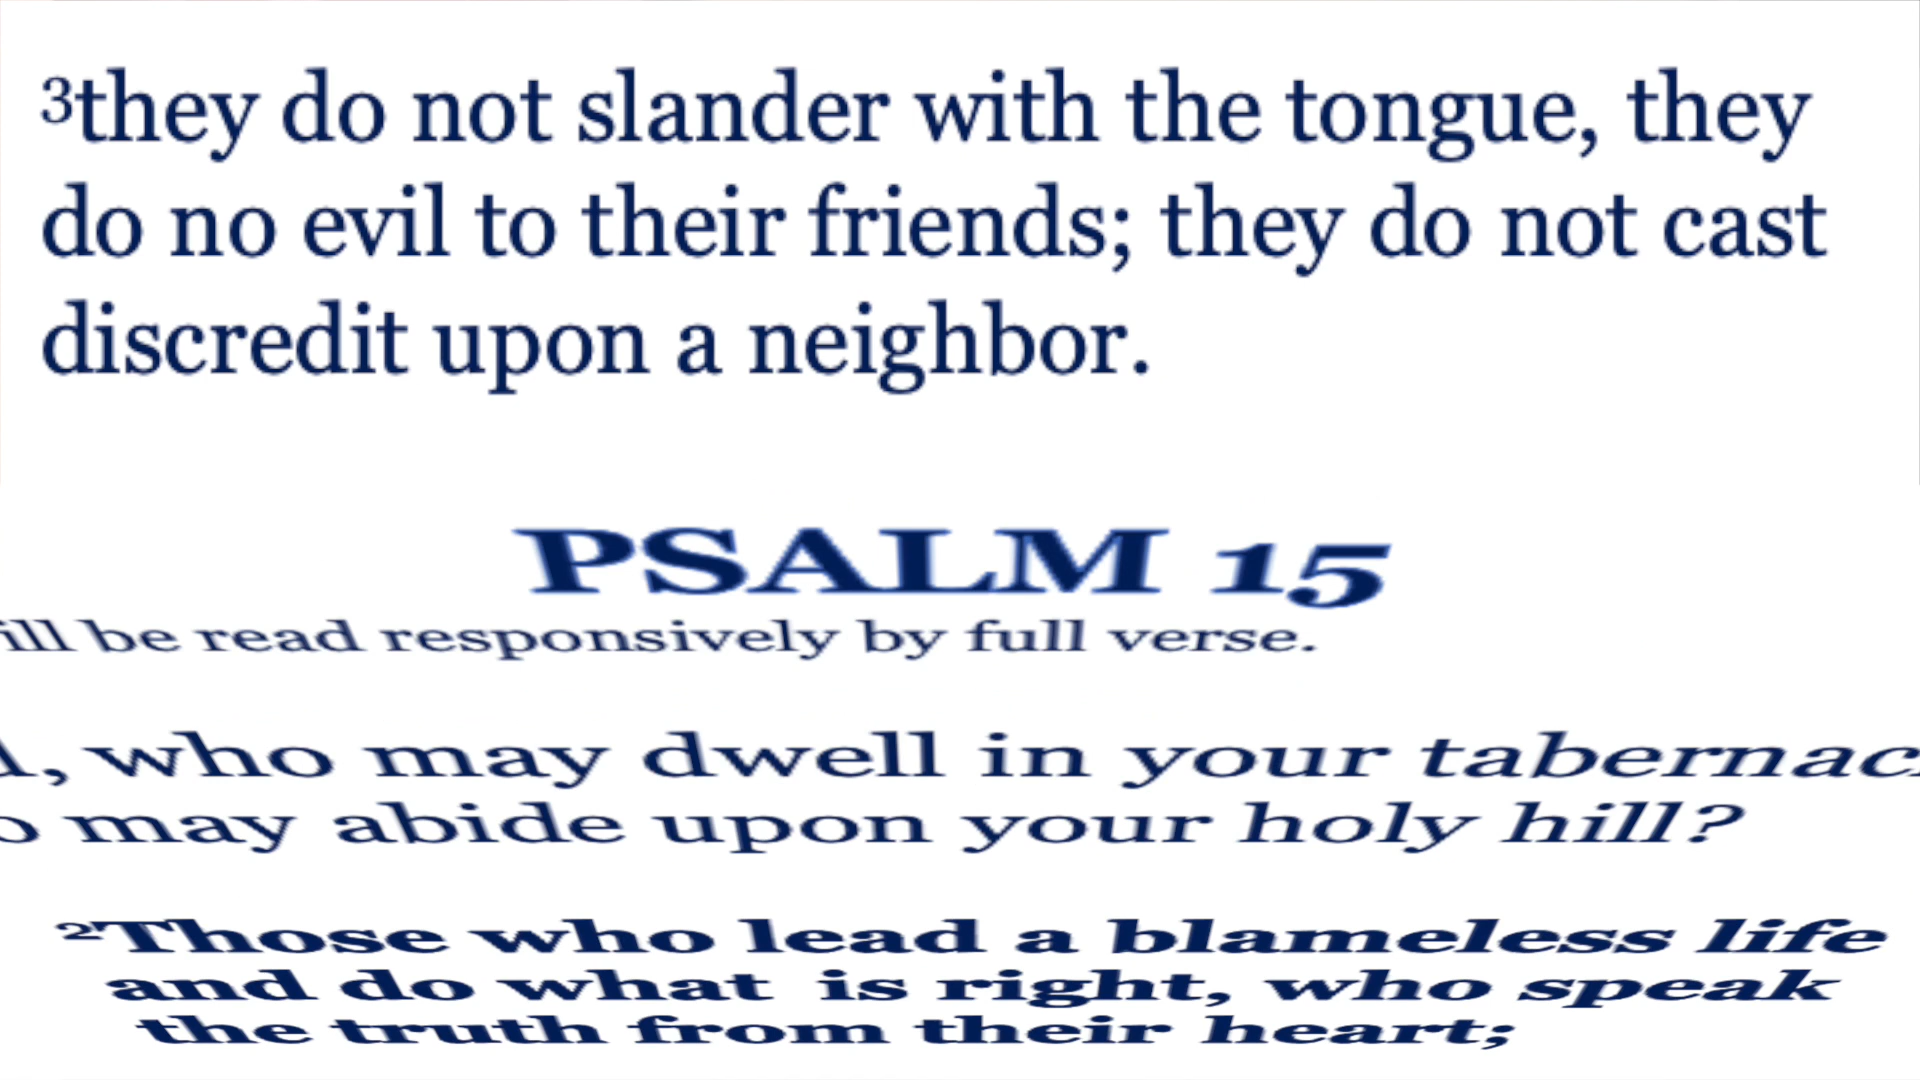 3they do not slander with the tongue, they
do no evil to their friends; they do not cast
discredit upon a neighbor.
PSALM 15
be read responsively by full verse.
who may dwell in your
may abide upon your holy hill?
2Those who lead a blameless life
and do what is right, who speak
the truth from their heart;